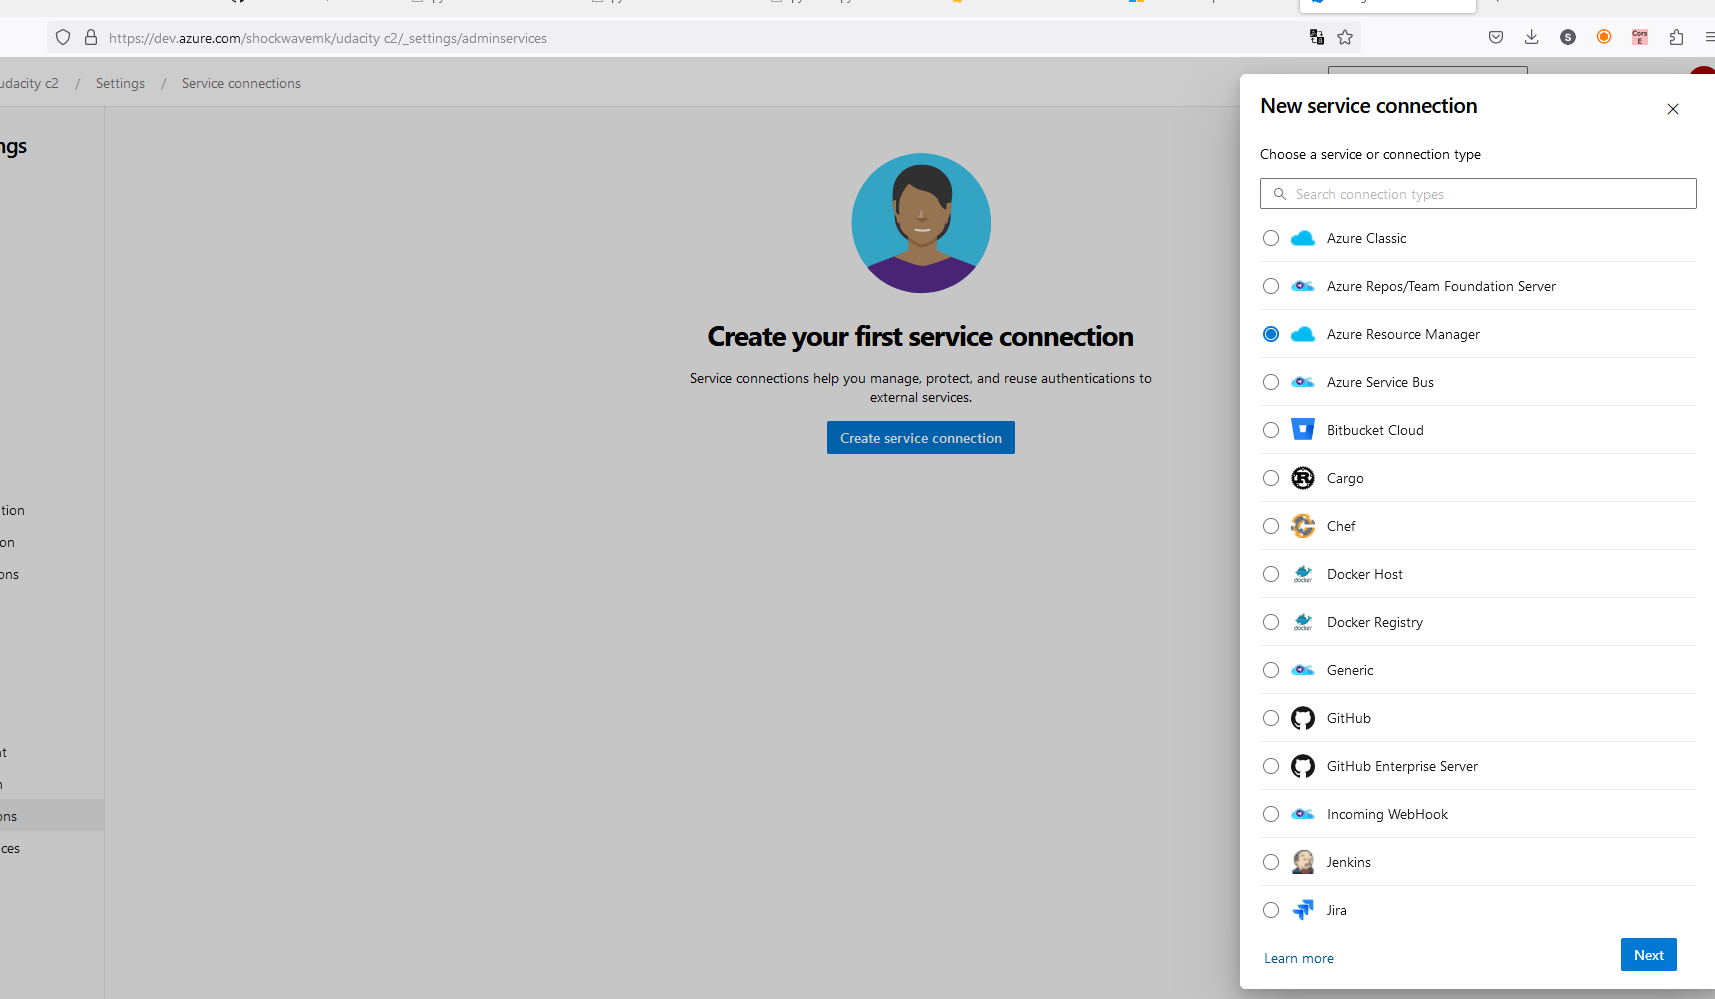 https://dev.azure.com/shockwavemk/udacity c2/_settings/adminservices
S
Cors
E
udacity c2 / Settings / Service connections
ngs
tion
on
ons
nt
ons
ces
Create your first service connection
Service connections help you manage, protect, and reuse authentications to
external services.
Create service connection
New service connection
Choose a service or connection type
Search connection types
Azure Classic
Azure Repos/Team Foundation Server
Azure Resource Manager
Azure Service Bus
Bitbucket Cloud
Cargo
Chef
docker
Docker Host
docker
Docker Registry
Generic
GitHub
GitHub Enterprise Server
Incoming WebHook
Jenkins
Jira
Learn more
Next